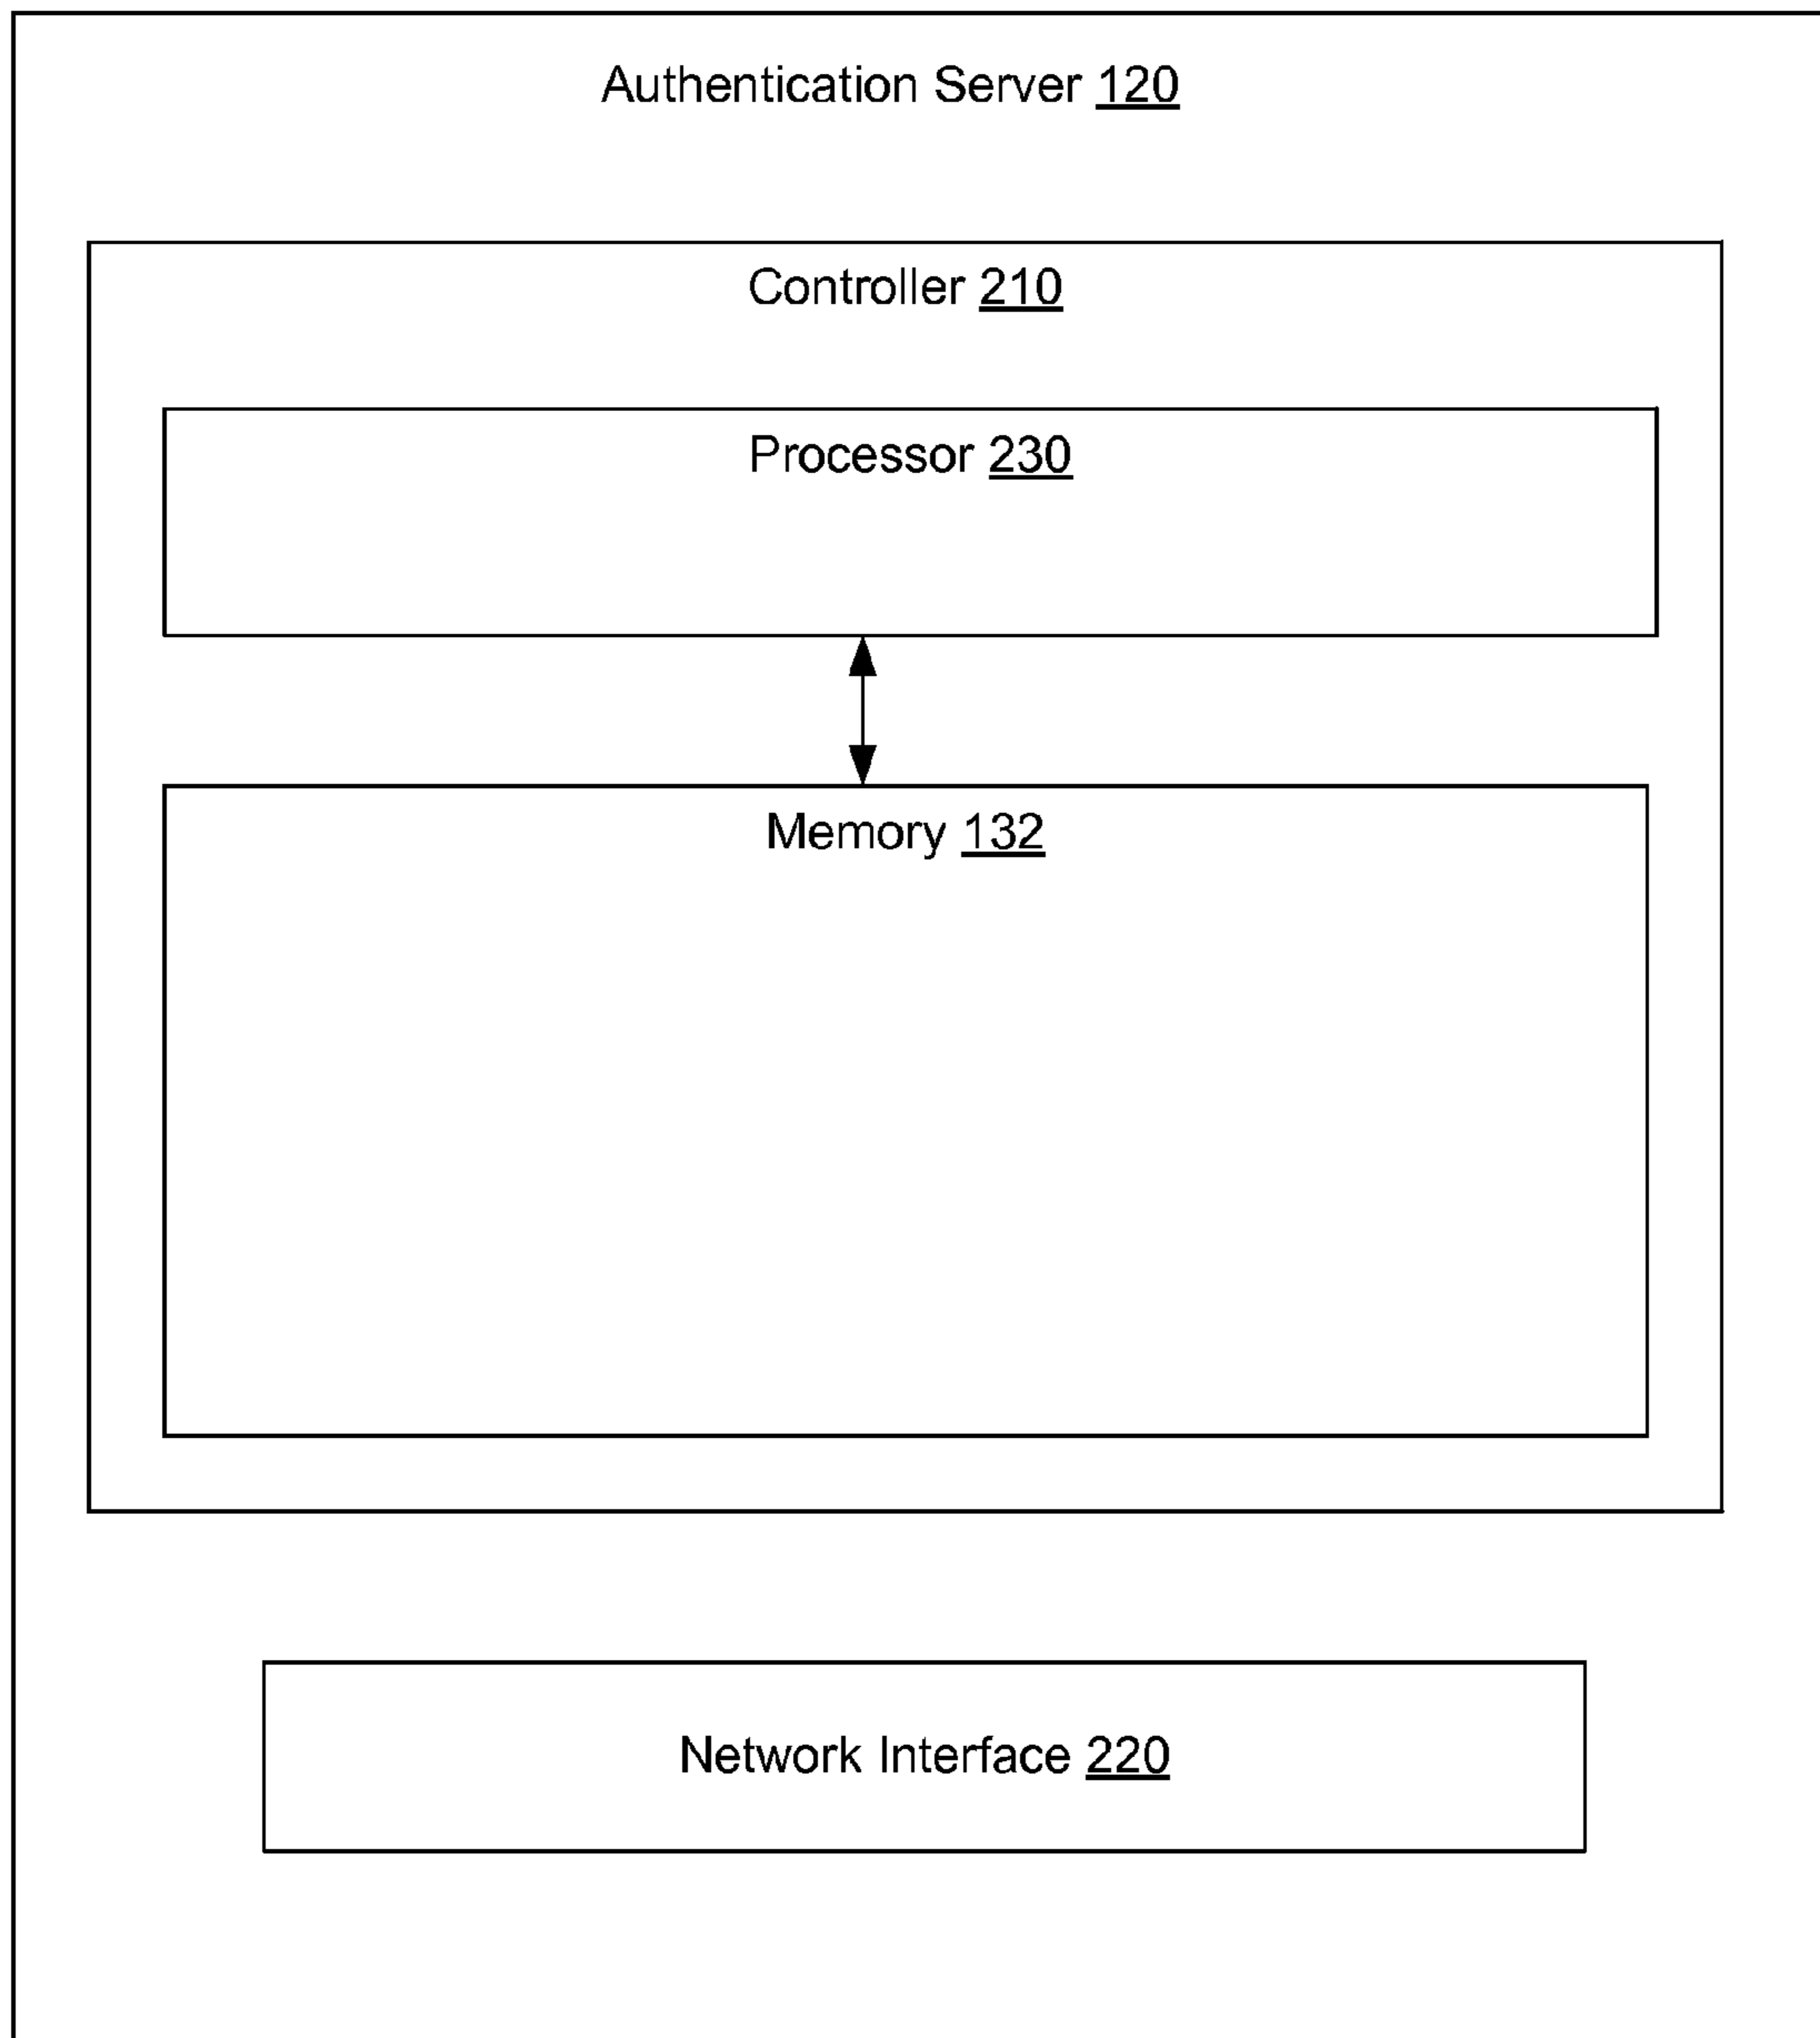 Authentication Server 120
Controller 210
Processor 230
Memory 132
Network Interface 220